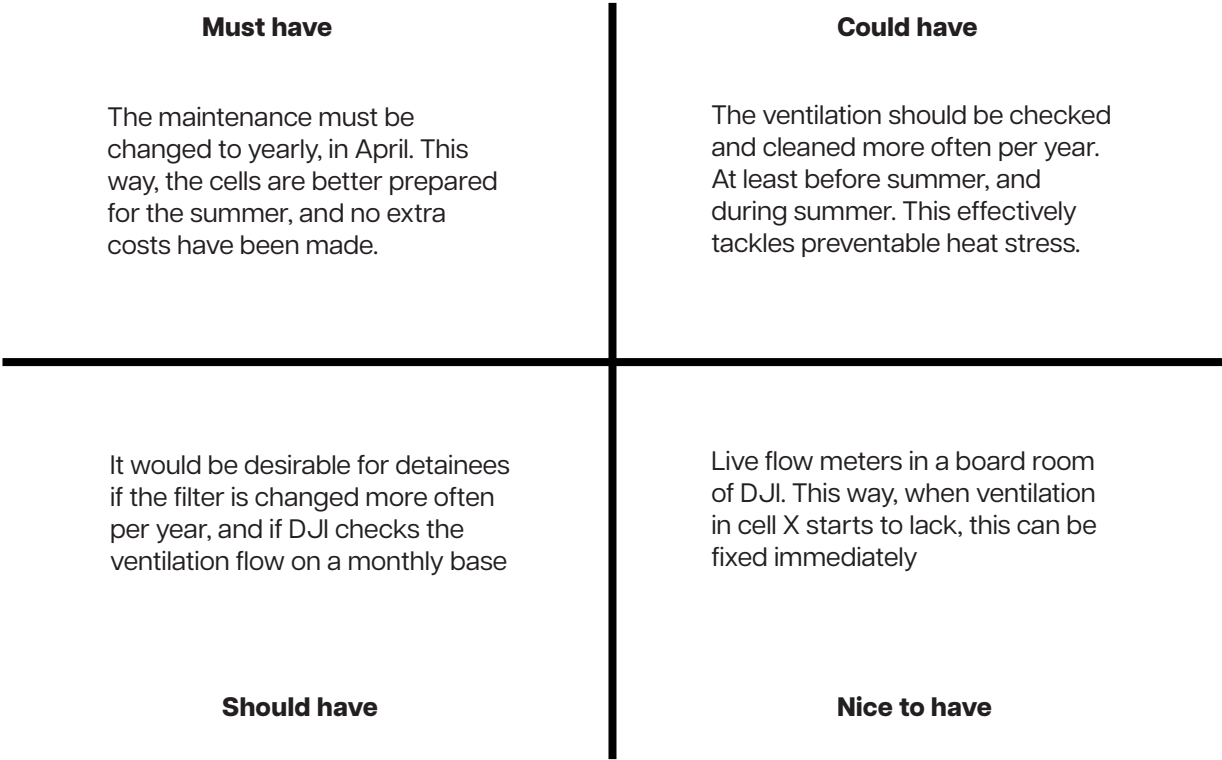 Must have
The maintenance must be
changed to yearly, in April. This
way, the cells are better prepared
for the summer, and no extra
costs have been made.
Could have
The ventilation should be checked
and cleaned more often per year.
At least before summer, and
during summer. This effectively
tackles preventable heat stress.
It would be desirable for detainees
if the filter is changed more often
per year, and if DJI checks the
ventilation flow on a monthly base
Should have
Live flow meters in a board room
of DJI. This way, when ventilation
in cell X starts to lack, this can be
fixed immediately
Nice to have